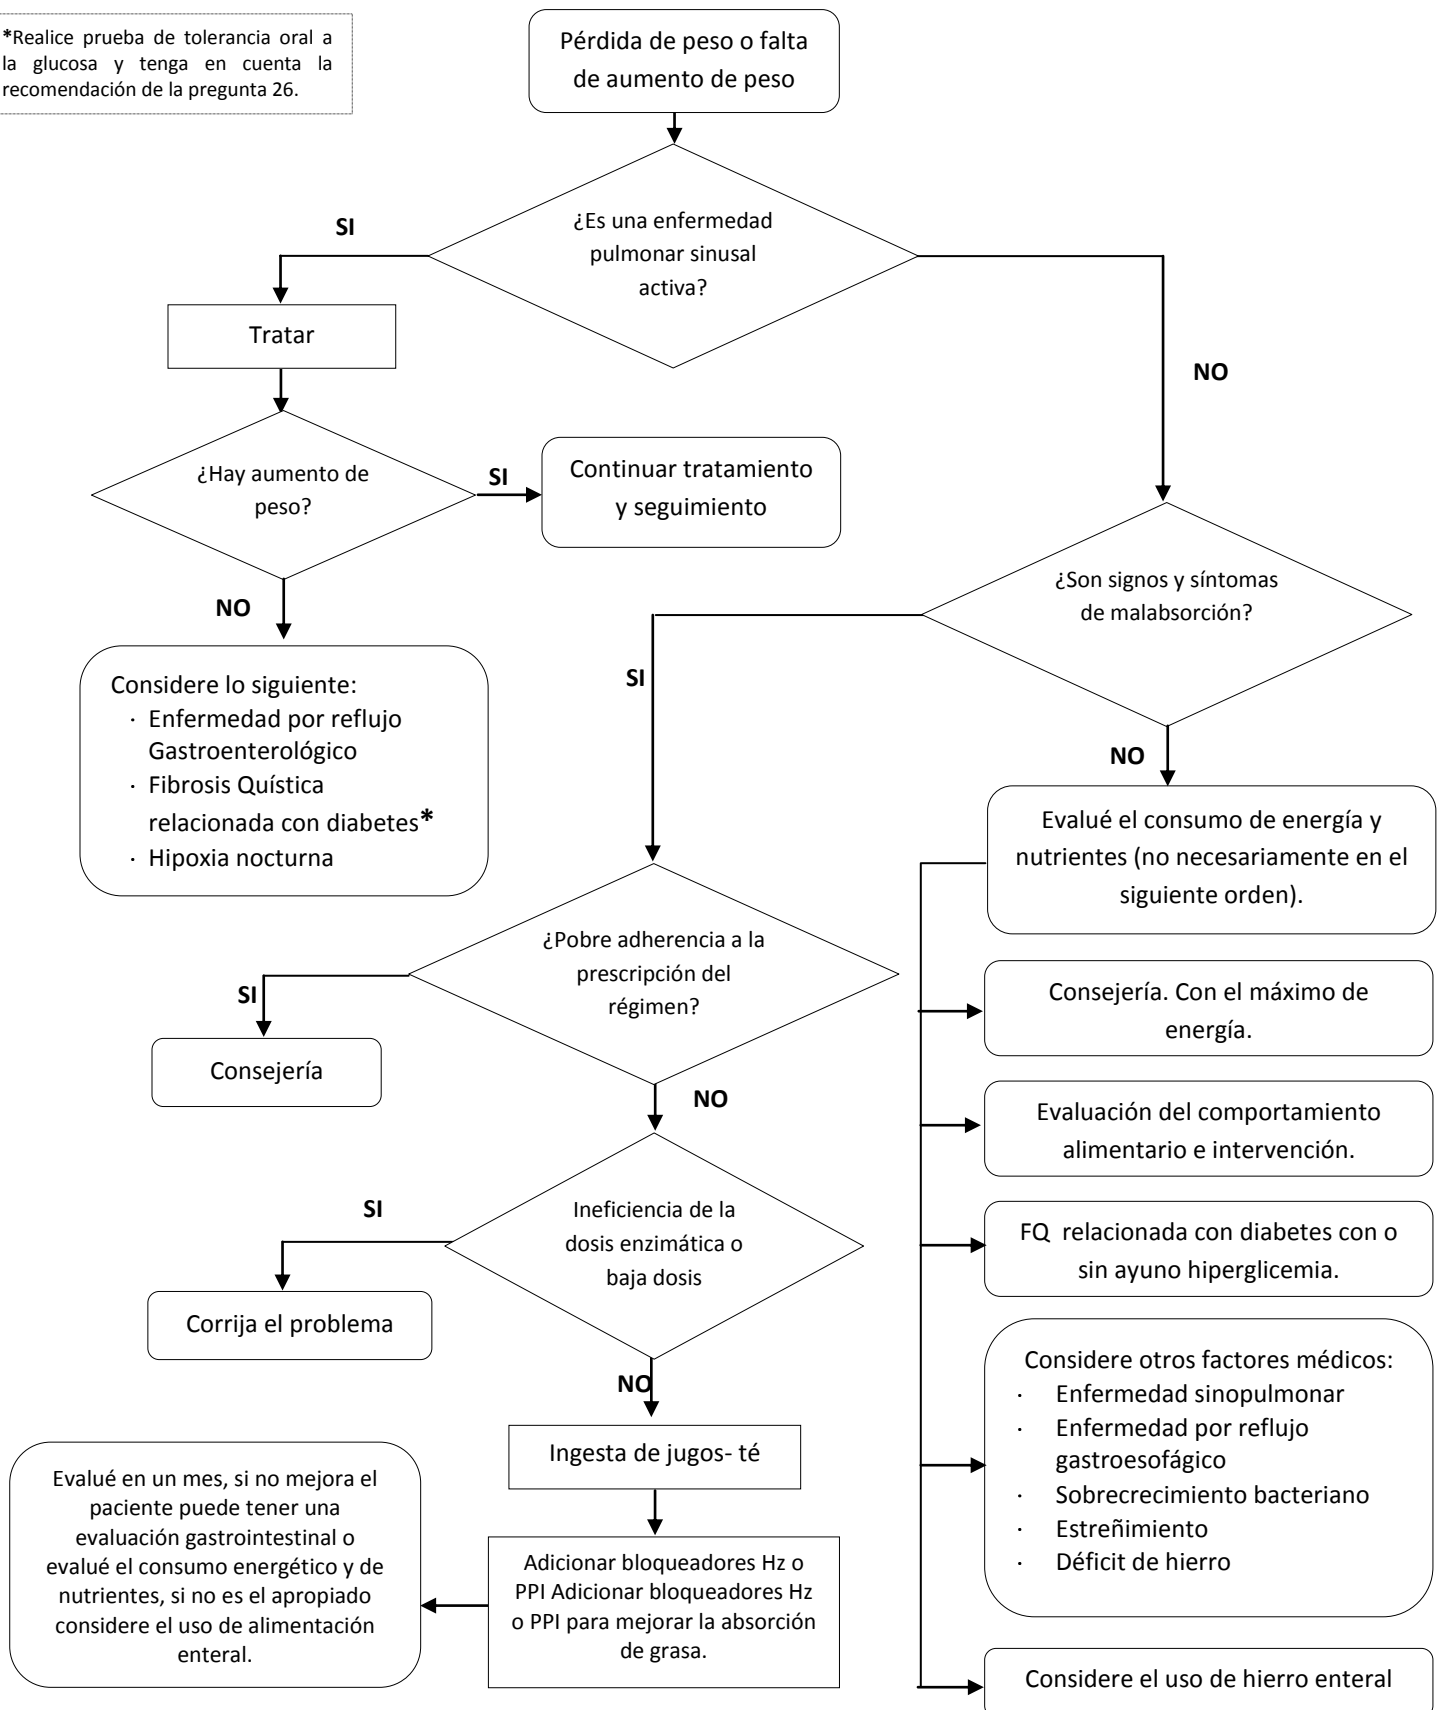 *Realice prueba de tolerancia oral a
la glucosa y tenga en cuenta la
recomendación de la pregunta 26.
Pérdida de peso o falta
de aumento de peso
¿Es una enfermedad
pulmonar sinusal
activa?
SI
NO
Tratar
¿Hay aumento de
peso?
SI
Continuar tratamiento
y seguimiento
NO
Considere lo siguiente:
· Enfermedad por reflujo
Gastroenterológico
· Fibrosis Quística
relacionada con diabetes*
· Hipoxia nocturna
¿Son signos y síntomas
de malabsorción?
SI
NO
¿Pobre adherencia a la
prescripción del
régimen?
SI
Consejería
NO
Ineficiencia de la
dosis enzimática o
baja dosis
SI
Corrija el problema
NO
Ingesta de jugos- té
Adicionar bloqueadores Hz o
PPI Adicionar bloqueadores Hz
o PPI para mejorar la absorción
de grasa.
Evalué en un mes, si no mejora el
paciente puede tener una
evaluación gastrointestinal o
evalué el consumo energético y de
nutrientes, si no es el apropiado
considere el uso de alimentación
enteral.
Evalué el consumo de energía y
nutrientes (no necesariamente en el
siguiente orden).
Consejería. Con el máximo de
energía.
Evaluación del comportamiento
alimentario e intervención.
FQ relacionada con diabetes con o
sin ayuno hiperglicemia.
Considere otros factores médicos:
· Enfermedad sinopulmonar
· Enfermedad por reflujo
gastroesofágico
· Sobrecrecimiento bacteriano
· Estreñimiento
· Déficit de hierro
Considere el uso de hierro enteral